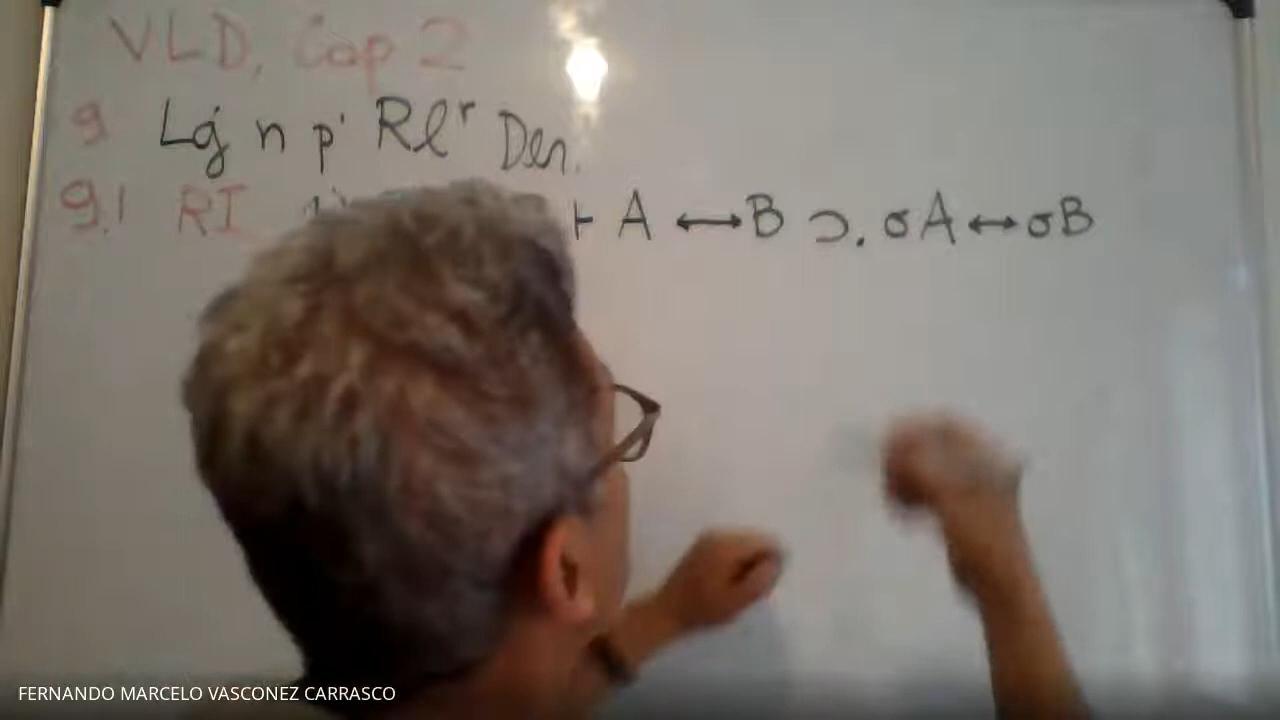 VLD, Cap 2
9 Lǵ n p' Rlʳ Den.
9.1 RI ⊢ A ↔ B ⊃. σA ↔ σB
FERNANDO MARCELO VASCONEZ CARRASCO